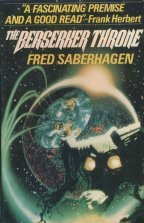 "A FASCINATING PREMISE
AND A GOOD READ"-Frank Herbert
THE BERSERKER THRONE
FRED SABERHAGEN